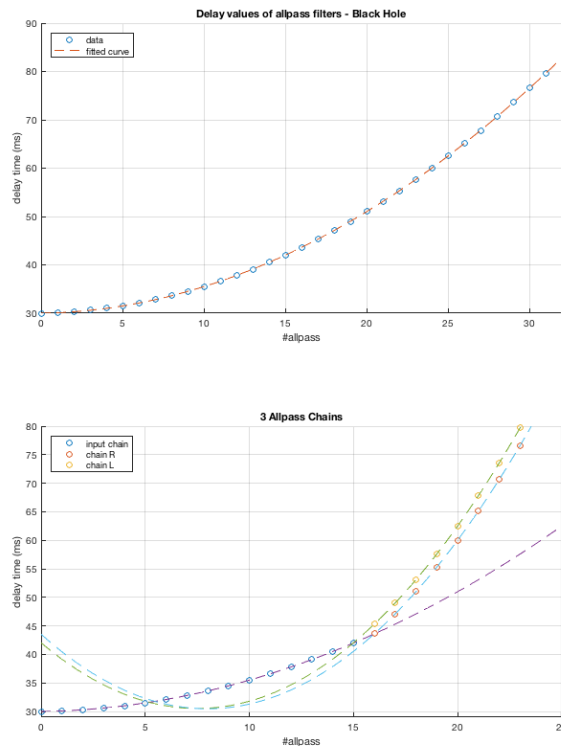 Delay values of allpass filters - Black Hole
90
data
fitted curve
80
70
60
50
40
30
delay time (ms)
0 5 10 15 20 25 30
#allpass
3 Allpass Chains
80
input chain
chain R
chain L
75
70
65
60
55
50
45
40
35
30
delay time (ms)
0 5 10 15 20
#allpass